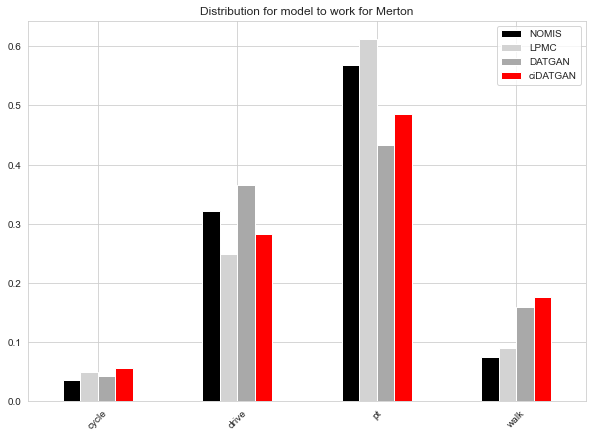 Distribution for model to work for Merton
NOMIS
LPMC
DATGAN
ciDATGAN
0.6
0.5
0.4
0.3
0.2
0.1
0.0
cycle
drive
pt
walk